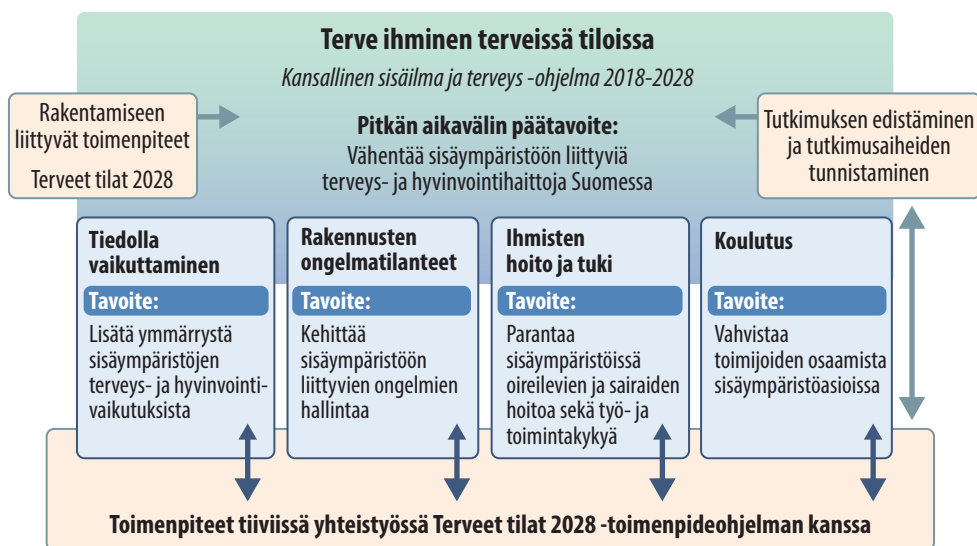 Terve ihminen terveissä tiloissa
Kansallinen sisäilma ja terveys -ohjelma 2018-2028
Rakentamiseen
liittyvät toimenpiteet
Terveet tilat 2028
Pitkän aikavälin päätavoite:
Vähentää sisäympäristöön liittyviä
terveys- ja hyvinvointihaittoja Suomessa
Tutkimuksen edistäminen
ja tutkimusaiheiden
tunnistaminen
Tiedolla
vaikuttaminen
Tavoite:
Lisätä ymmärrystä
sisäympäristöjen
terveys- ja hyvinvointi-
vaikutuksista
Rakennusten
ongelmatilanteet
Tavoite:
Kehittää
sisäympäristöön
liittyvien ongelmien
hallintaa
Ihmisten
hoito ja tuki
Tavoite:
Parantaa
sisäympäristöissä
oireilevien ja sairaiden
hoitoa sekä työ- ja
toimintakykyä
Koulutus
Tavoite:
Vahvistaa
toimijoiden osaamista
sisäympäristöasioissa
Toimenpiteet tiiviissä yhteistyössä Terveet tilat 2028 -toimenpideohjelman kanssa